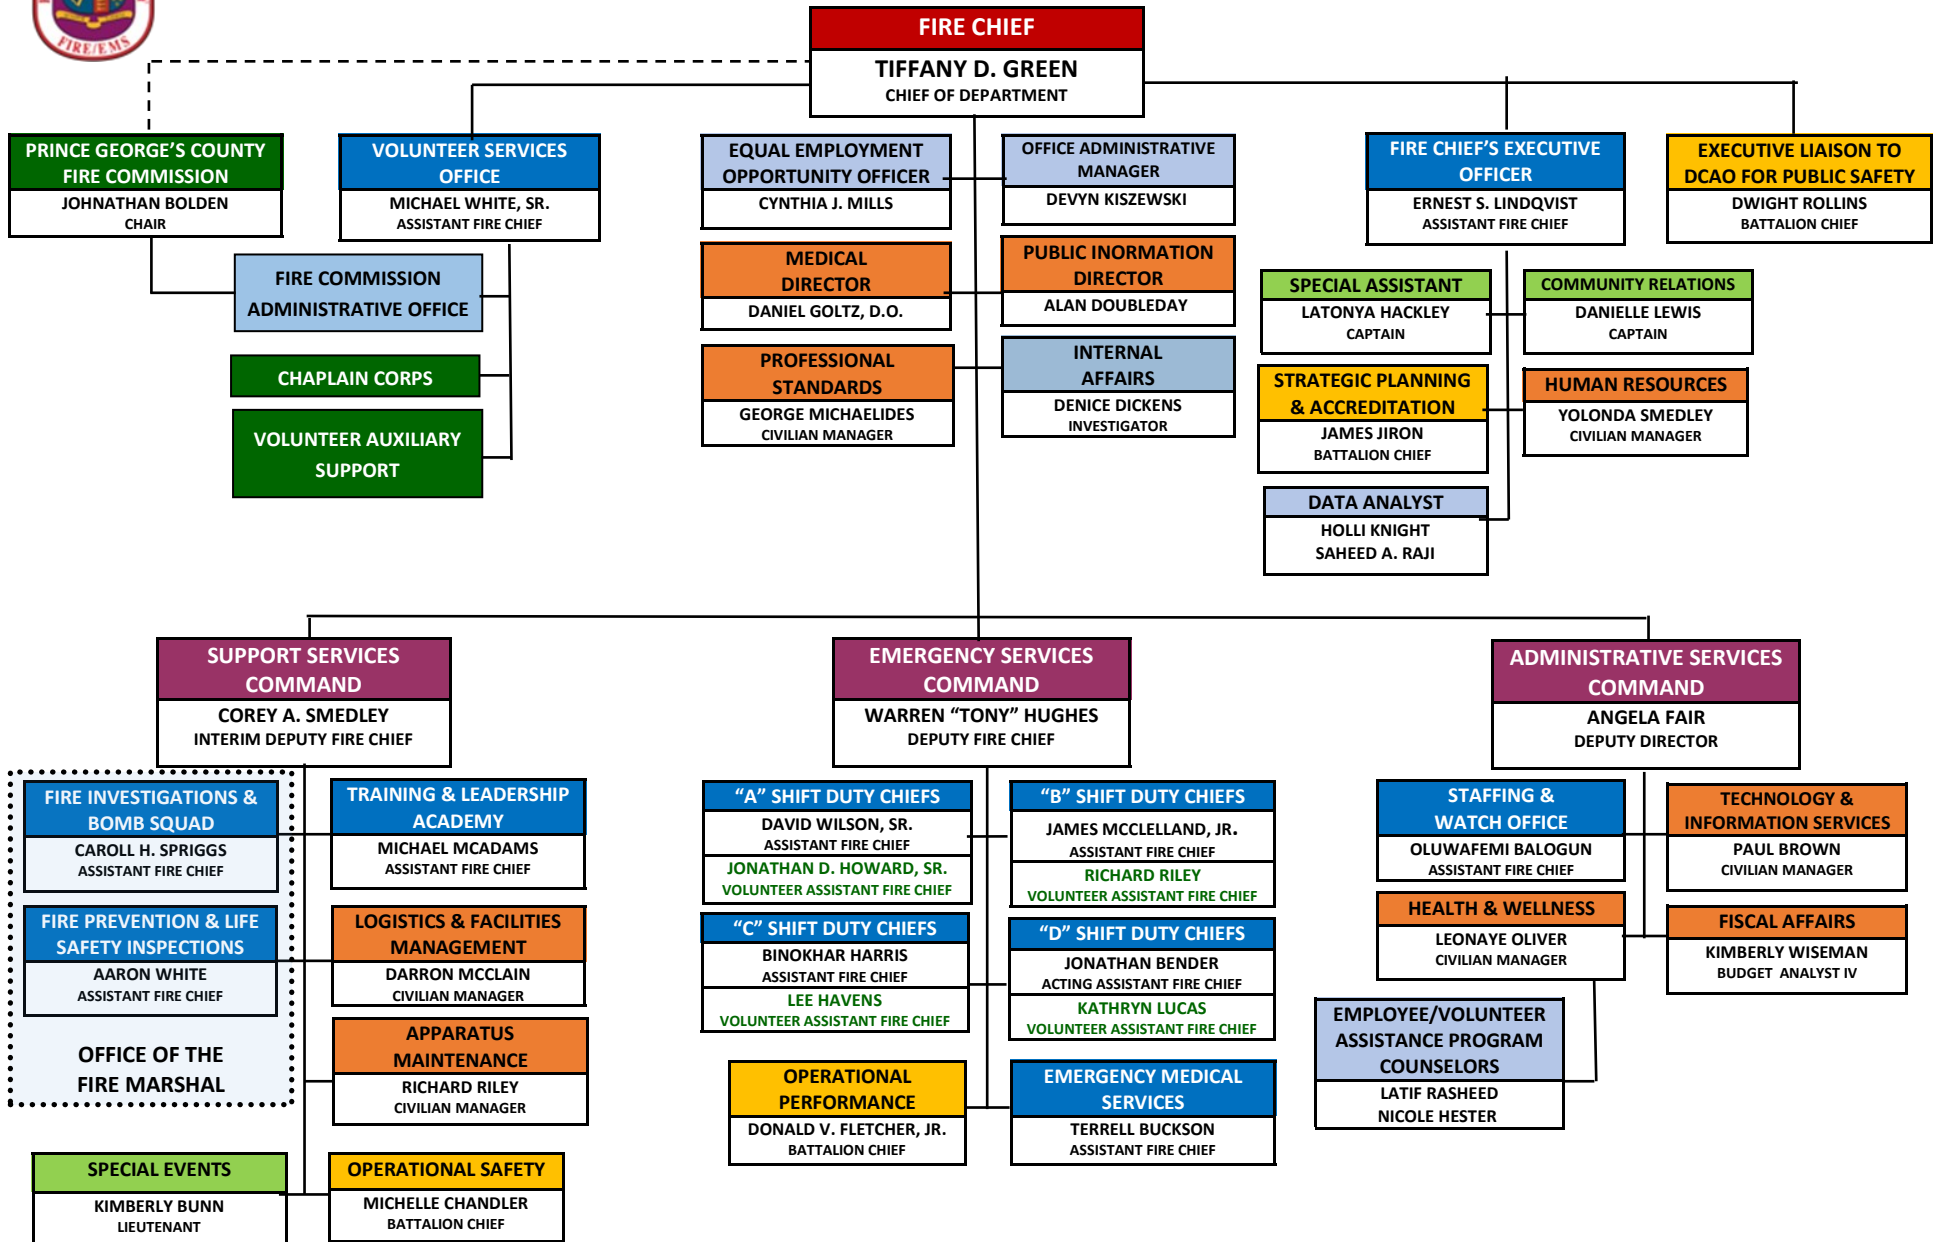 FIRE/EMS
FIRE CHIEF
TIFFANY D. GREEN
CHIEF OF DEPARTMENT
PRINCE GEORGE’S COUNTY
FIRE COMMISSION
JOHNATHAN BOLDEN
CHAIR
VOLUNTEER SERVICES
OFFICE
MICHAEL WHITE, SR.
ASSISTANT FIRE CHIEF
FIRE COMMISSION
ADMINISTRATIVE OFFICE
CHAPLAIN CORPS
VOLUNTEER AUXILIARY
SUPPORT
EQUAL EMPLOYMENT
OPPORTUNITY OFFICER
CYNTHIA J. MILLS
OFFICE ADMINISTRATIVE
MANAGER
DEVYN KISZEWSKI
MEDICAL
DIRECTOR
DANIEL GOLTZ, D.O.
PUBLIC INORMATION
DIRECTOR
ALAN DOUBLEDAY
PROFESSIONAL
STANDARDS
GEORGE MICHAELIDES
CIVILIAN MANAGER
INTERNAL
AFFAIRS
DENICE DICKENS
INVESTIGATOR
FIRE CHIEF’S EXECUTIVE
OFFICER
ERNEST S. LINDQVIST
ASSISTANT FIRE CHIEF
EXECUTIVE LIAISON TO
DCAO FOR PUBLIC SAFETY
DWIGHT ROLLINS
BATTALION CHIEF
SPECIAL ASSISTANT
LATONYA HACKLEY
CAPTAIN
COMMUNITY RELATIONS
DANIELLE LEWIS
CAPTAIN
STRATEGIC PLANNING
& ACCREDITATION
JAMES JIRON
BATTALION CHIEF
HUMAN RESOURCES
YOLONDA SMEDLEY
CIVILIAN MANAGER
DATA ANALYST
HOLLI KNIGHT
SAHEED A. RAJI
SUPPORT SERVICES
COMMAND
COREY A. SMEDLEY
INTERIM DEPUTY FIRE CHIEF
FIRE INVESTIGATIONS &
BOMB SQUAD
CAROLL H. SPRIGGS
ASSISTANT FIRE CHIEF
TRAINING & LEADERSHIP
ACADEMY
MICHAEL MCADAMS
ASSISTANT FIRE CHIEF
FIRE PREVENTION & LIFE
SAFETY INSPECTIONS
AARON WHITE
ASSISTANT FIRE CHIEF
OFFICE OF THE
FIRE MARSHAL
LOGISTICS & FACILITIES
MANAGEMENT
DARRON MCCLAIN
CIVILIAN MANAGER
APPARATUS
MAINTENANCE
RICHARD RILEY
CIVILIAN MANAGER
SPECIAL EVENTS
KIMBERLY BUNN
LIEUTENANT
OPERATIONAL SAFETY
MICHELLE CHANDLER
BATTALION CHIEF
EMERGENCY SERVICES
COMMAND
WARREN “TONY” HUGHES
DEPUTY FIRE CHIEF
“A” SHIFT DUTY CHIEFS
DAVID WILSON, SR.
ASSISTANT FIRE CHIEF
JONATHAN D. HOWARD, SR.
VOLUNTEER ASSISTANT FIRE CHIEF
“B” SHIFT DUTY CHIEFS
JAMES MCCLELLAND, JR.
ASSISTANT FIRE CHIEF
RICHARD RILEY
VOLUNTEER ASSISTANT FIRE CHIEF
“C” SHIFT DUTY CHIEFS
BINOKHAR HARRIS
ASSISTANT FIRE CHIEF
LEE HAVENS
VOLUNTEER ASSISTANT FIRE CHIEF
“D” SHIFT DUTY CHIEFS
JONATHAN BENDER
ACTING ASSISTANT FIRE CHIEF
KATHRYN LUCAS
VOLUNTEER ASSISTANT FIRE CHIEF
OPERATIONAL
PERFORMANCE
DONALD V. FLETCHER, JR.
BATTALION CHIEF
EMERGENCY MEDICAL
SERVICES
TERRELL BUCKSON
ASSISTANT FIRE CHIEF
ADMINISTRATIVE SERVICES
COMMAND
ANGELA FAIR
DEPUTY DIRECTOR
STAFFING &
WATCH OFFICE
OLUWAFEMI BALOGUN
ASSISTANT FIRE CHIEF
TECHNOLOGY &
INFORMATION SERVICES
PAUL BROWN
CIVILIAN MANAGER
HEALTH & WELLNESS
LEONAYE OLIVER
CIVILIAN MANAGER
FISCAL AFFAIRS
KIMBERLY WISEMAN
BUDGET ANALYST IV
EMPLOYEE/VOLUNTEER
ASSISTANCE PROGRAM
COUNSELORS
LATIF RASHEED
NICOLE HESTER